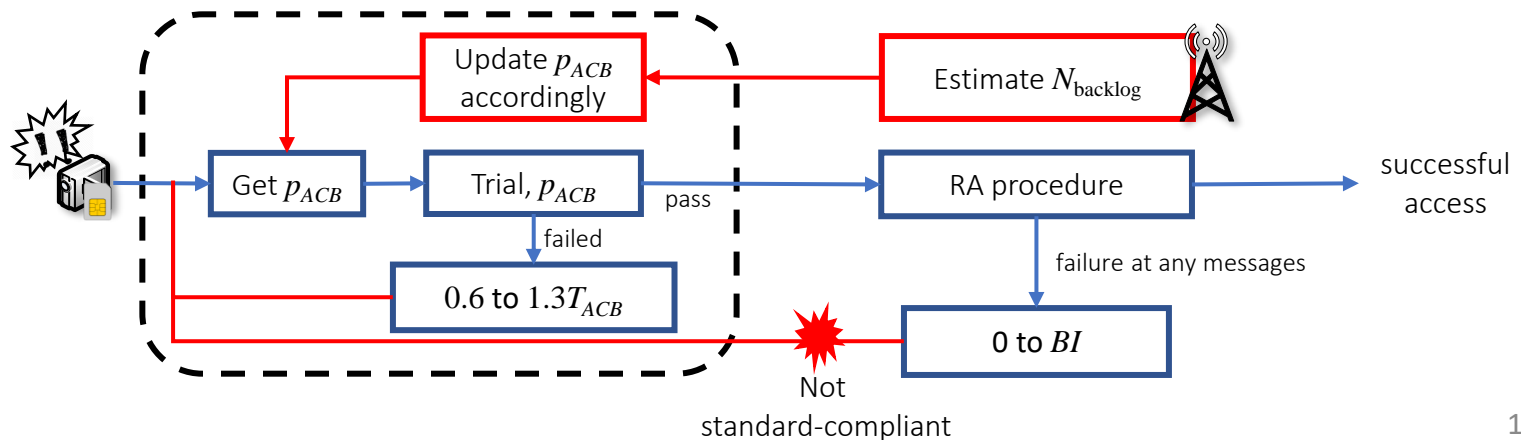 Update p_ACB
accordingly
Estimate N_backlog
!!
Get p_ACB
Trial, p_ACB
pass
RA procedure
successful
access
failed
failure at any messages
0.6 to 1.3T_ACB
0 to BI
Not
standard-compliant
1